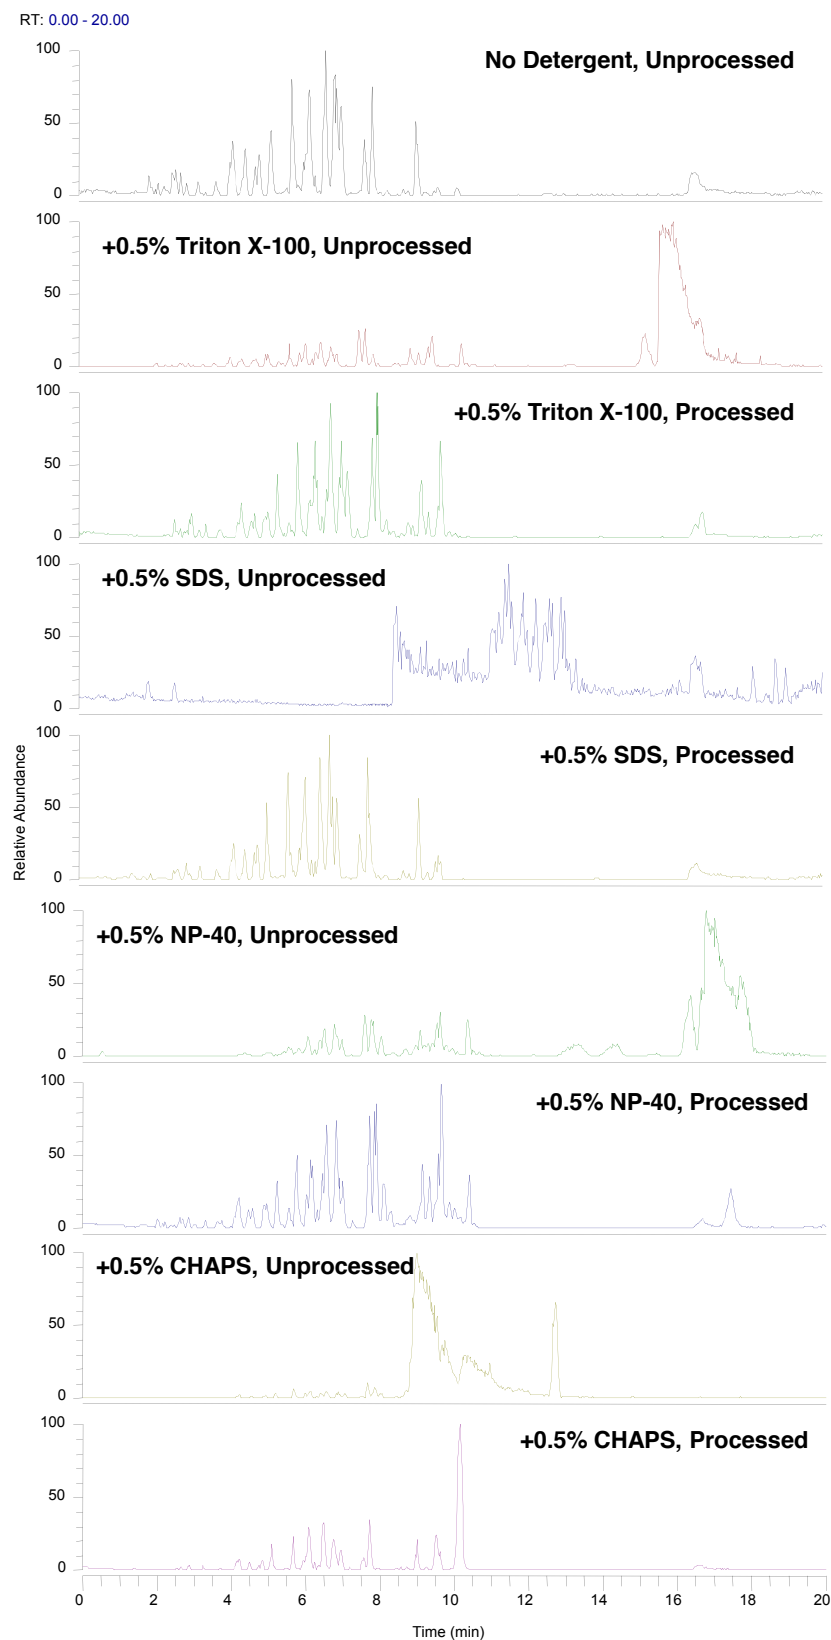 RT: 0.00 - 20.00
No Detergent, Unprocessed
100
50
0
+0.5% Triton X-100, Unprocessed
100
50
0
+0.5% Triton X-100, Processed
100
50
0
+0.5% SDS, Unprocessed
100
50
0
+0.5% SDS, Processed
100
50
0
Relative Abundance
+0.5% NP-40, Unprocessed
100
50
0
+0.5% NP-40, Processed
100
50
0
+0.5% CHAPS, Unprocessed
100
50
0
+0.5% CHAPS, Processed
100
50
0
0 2 4 6 8 10 12 14 16 18 20
Time (min)